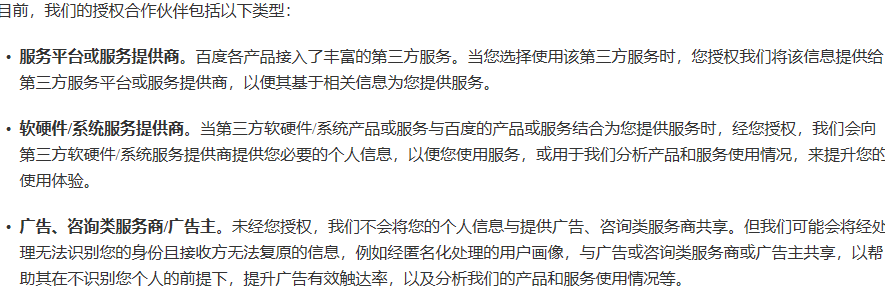 目前，我们的授权合作伙伴包括以下类型：
• 服务平台或服务提供商。百度各产品接入了丰富的第三方服务。当您选择使用该第三方服务时，您授权我们将该信息提供给
第三方服务平台或服务提供商，以便其基于相关信息为您提供服务。
• 软硬件/系统服务提供商。当第三方软硬件/系统产品或服务与百度的产品或服务结合为您提供服务时，经您授权，我们会向
第三方软硬件/系统服务提供商提供您必要的个人信息，以便您使用服务，或用于我们分析产品和服务使用情况，来提升您的
使用体验。
• 广告、咨询类服务商/广告主。未经您授权，我们不会将您的个人信息与提供广告、咨询类服务商共享。但我们可能会将经处
理无法识别您的身份且接收方无法复原的信息，例如经匿名化处理的用户画像，与广告或咨询类服务商或广告主共享，以帮
助其在不识别您个人的前提下，提升广告有效触达率，以及分析我们的产品和服务使用情况等。